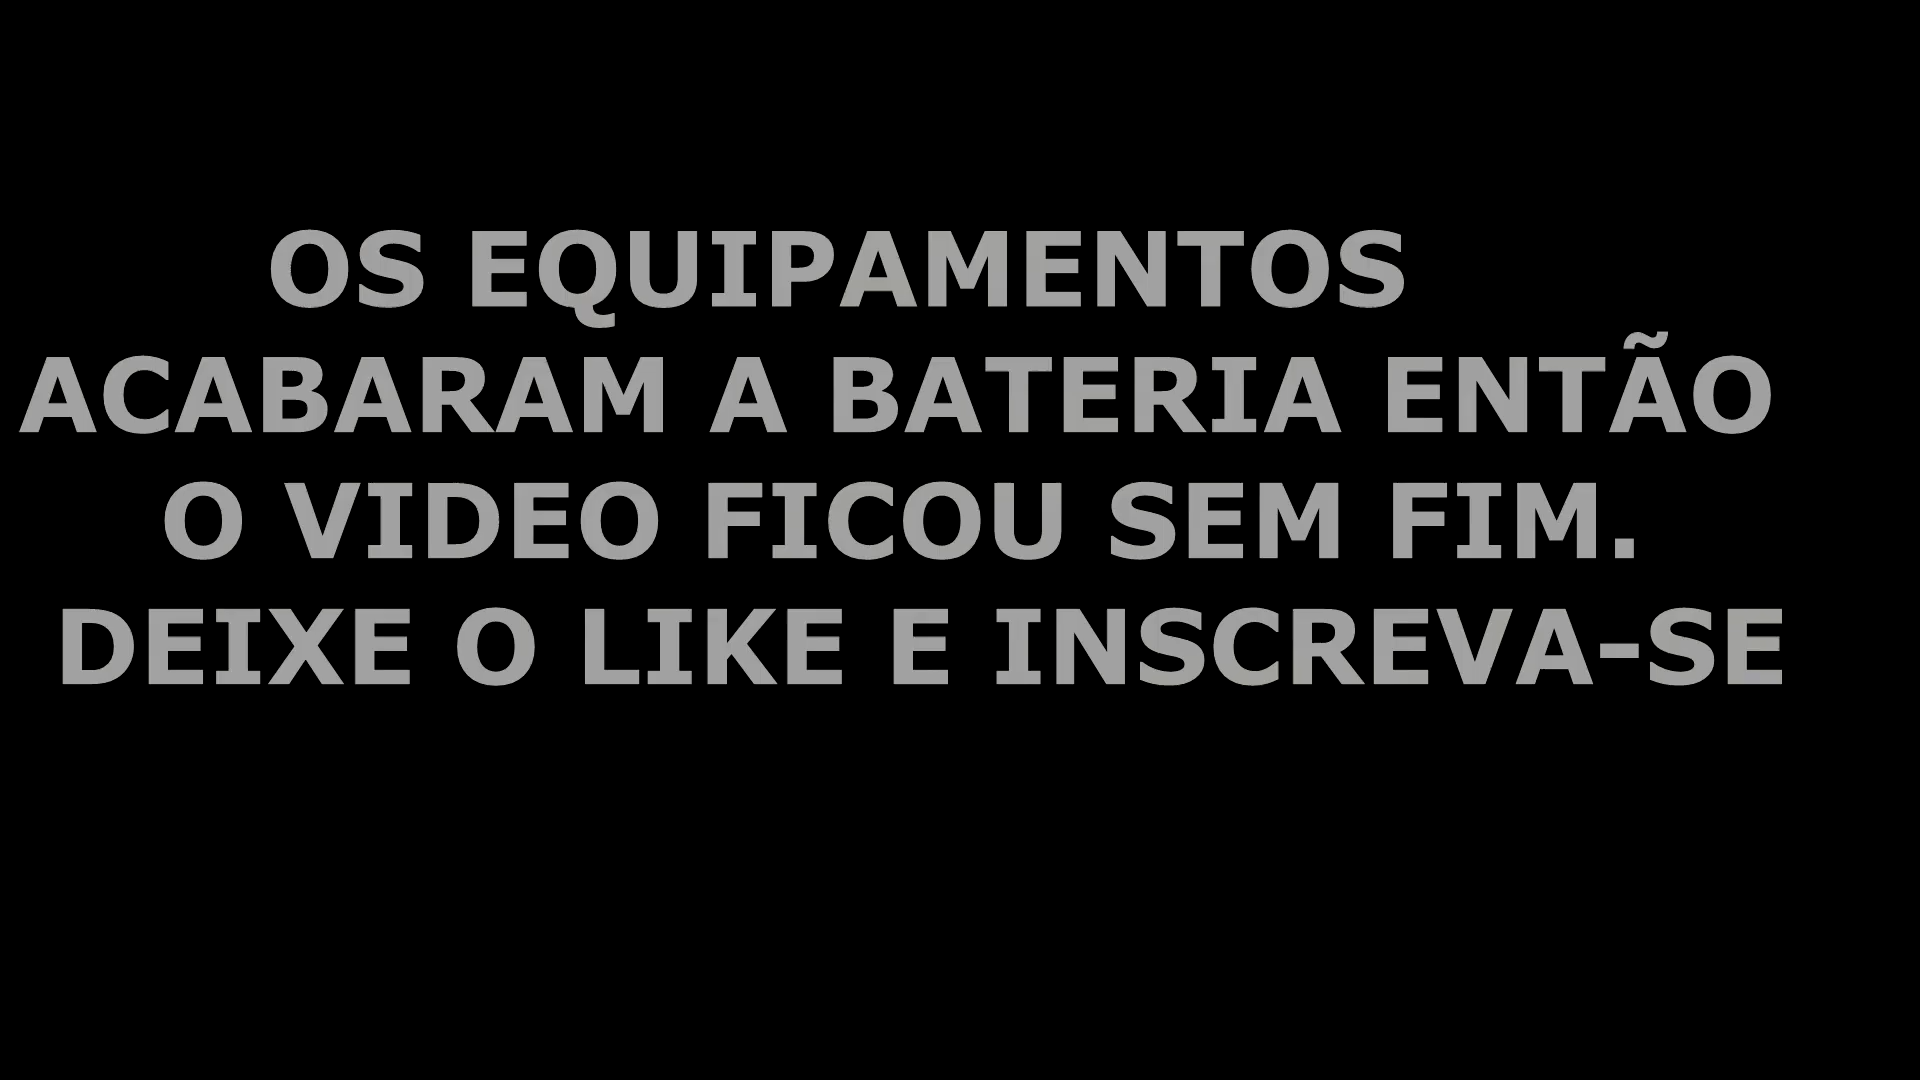 OS EQUIPAMENTOS
ACABARAM A BATERIA ENTÃO
O VIDEO FICOU SEM FIM.
DEIXE O LIKE E INSCREVA-SE